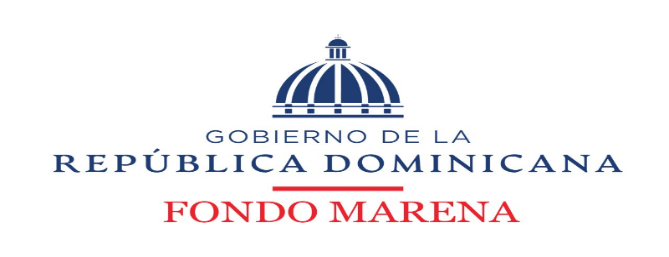 GOBIERNO DE LA
REPÚBLICA DOMINICANA
FONDO MARENA